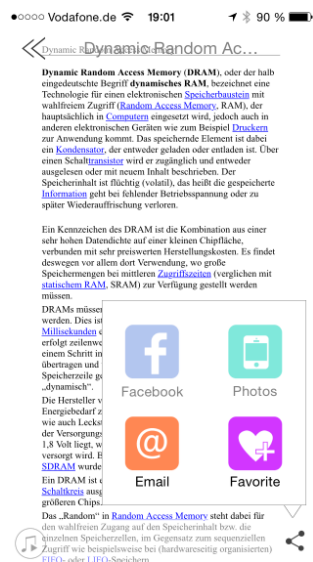 Vodafone.de 19:01 90 %
Dynamic Random Ac...
Dynamic Random Access Memory (DRAM), oder der halb
eingedeutschte Begriff dynamisches RAM, bezeichnet eine
Technologie für einen elektronischen Speicherbaustein mit
wahlfreiem Zugriff (Random Access Memory, RAM), der
hauptsächlich in Computern eingesetzt wird, jedoch auch in
anderen elektronischen Geräten wie zum Beispiel Druckern
zur Anwendung kommt. Das speichernde Element ist dabei
ein Kondensator, der entweder geladen oder entladen ist. Über
einen Schalttransistor wird er zugänglich und entweder
ausgelesen oder mit neuem Inhalt beschrieben. Der
Speicherinhalt ist flüchtig (volatil), das heißt die gespeicherte
Information geht bei fehlender Betriebsspannung oder zu
später Wiederauffrischung verloren.
Ein Kennzeichen des DRAM ist die Kombination aus einer
sehr hohen Datendichte auf einer kleinen Chipfläche,
verbunden mit sehr preiswerten Herstellungskosten. Es findet
deswegen vor allem dort Verwendung, wo große
Speichermengen bei mittleren Zugriffszeiten (verglichen mit
statischem RAM, SRAM) zur Verfügung gestellt werden
müssen.
DRAMs müssen
werden. Dies ist
Millisekunden e
erfolgt zeilenwe
einem Schritt in
übertragen und
Speicherzeile ge
„dynamisch“.
Die Hersteller v
Energiebedarf z
wie auch Leckst
der Versorgungs
1,8 Volt liegt, w
versorgt wird. E
SDRAM wurde
Ein DRAM ist e
Schaltkreis ausg
größeren Chips.
Das „Random“ in Random Access Memory steht dabei für
den wahlfreien Zugang auf den Speicherinhalt bzw. die
einzelnen Speicherzellen, im Gegensatz zum sequenziellen
Zugriff wie beispielsweise bei (hardwareseitig organisierten)
FIFO- oder LIFO-Speichern.
Facebook
Photos
@
Email
Favorite